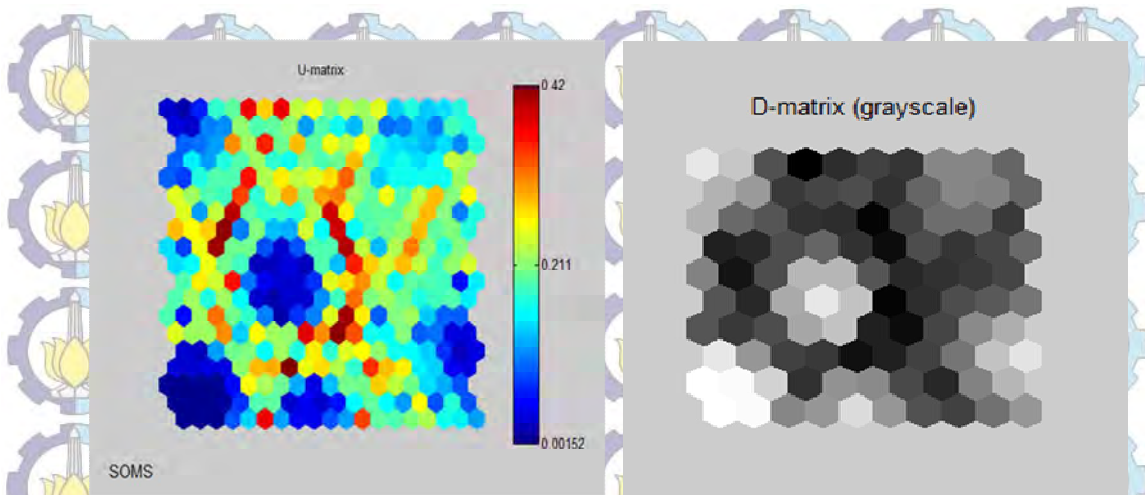 U-matrix
0.42
0.211
0.00152
SOMS
D-matrix (grayscale)